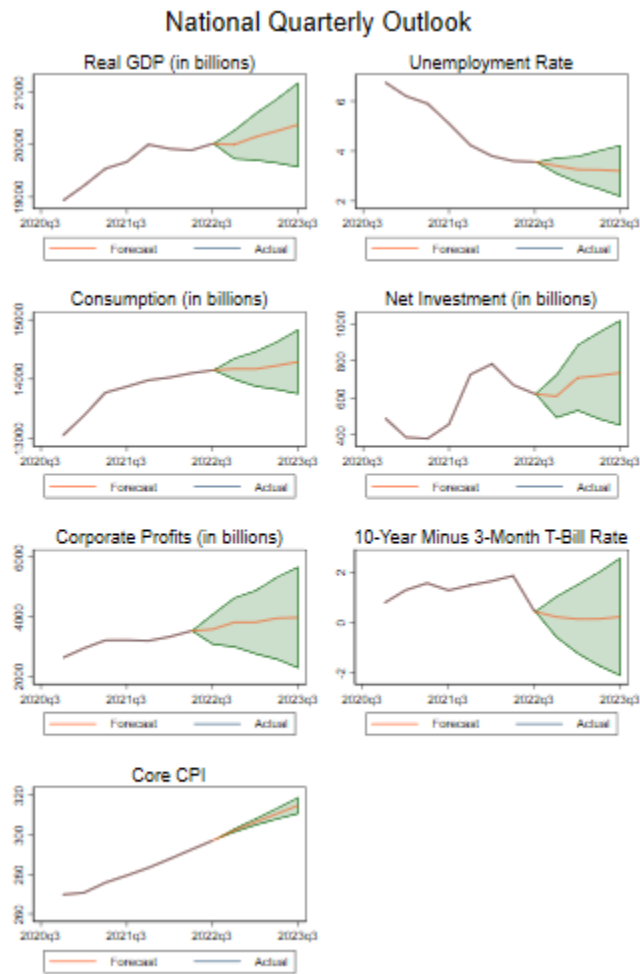 National Quarterly Outlook
Real GDP (in billions)
21000
20000
19000
2020q3 2021q3 2022q3 2023q3
Forecast Actual
Unemployment Rate
6
4
2
2020q3 2021q3 2022q3 2023q3
Forecast Actual
Consumption (in billions)
15000
14000
13000
2020q3 2021q3 2022q3 2023q3
Forecast Actual
Net Investment (in billions)
1000
800
600
400
2020q3 2021q3 2022q3 2023q3
Forecast Actual
Corporate Profits (in billions)
6000
4000
2000
2020q3 2021q3 2022q3 2023q3
Forecast Actual
10-Year Minus 3-Month T-Bill Rate
2
0
-2
2020q3 2021q3 2022q3 2023q3
Forecast Actual
Core CPI
320
300
280
260
2020q3 2021q3 2022q3 2023q3
Forecast Actual